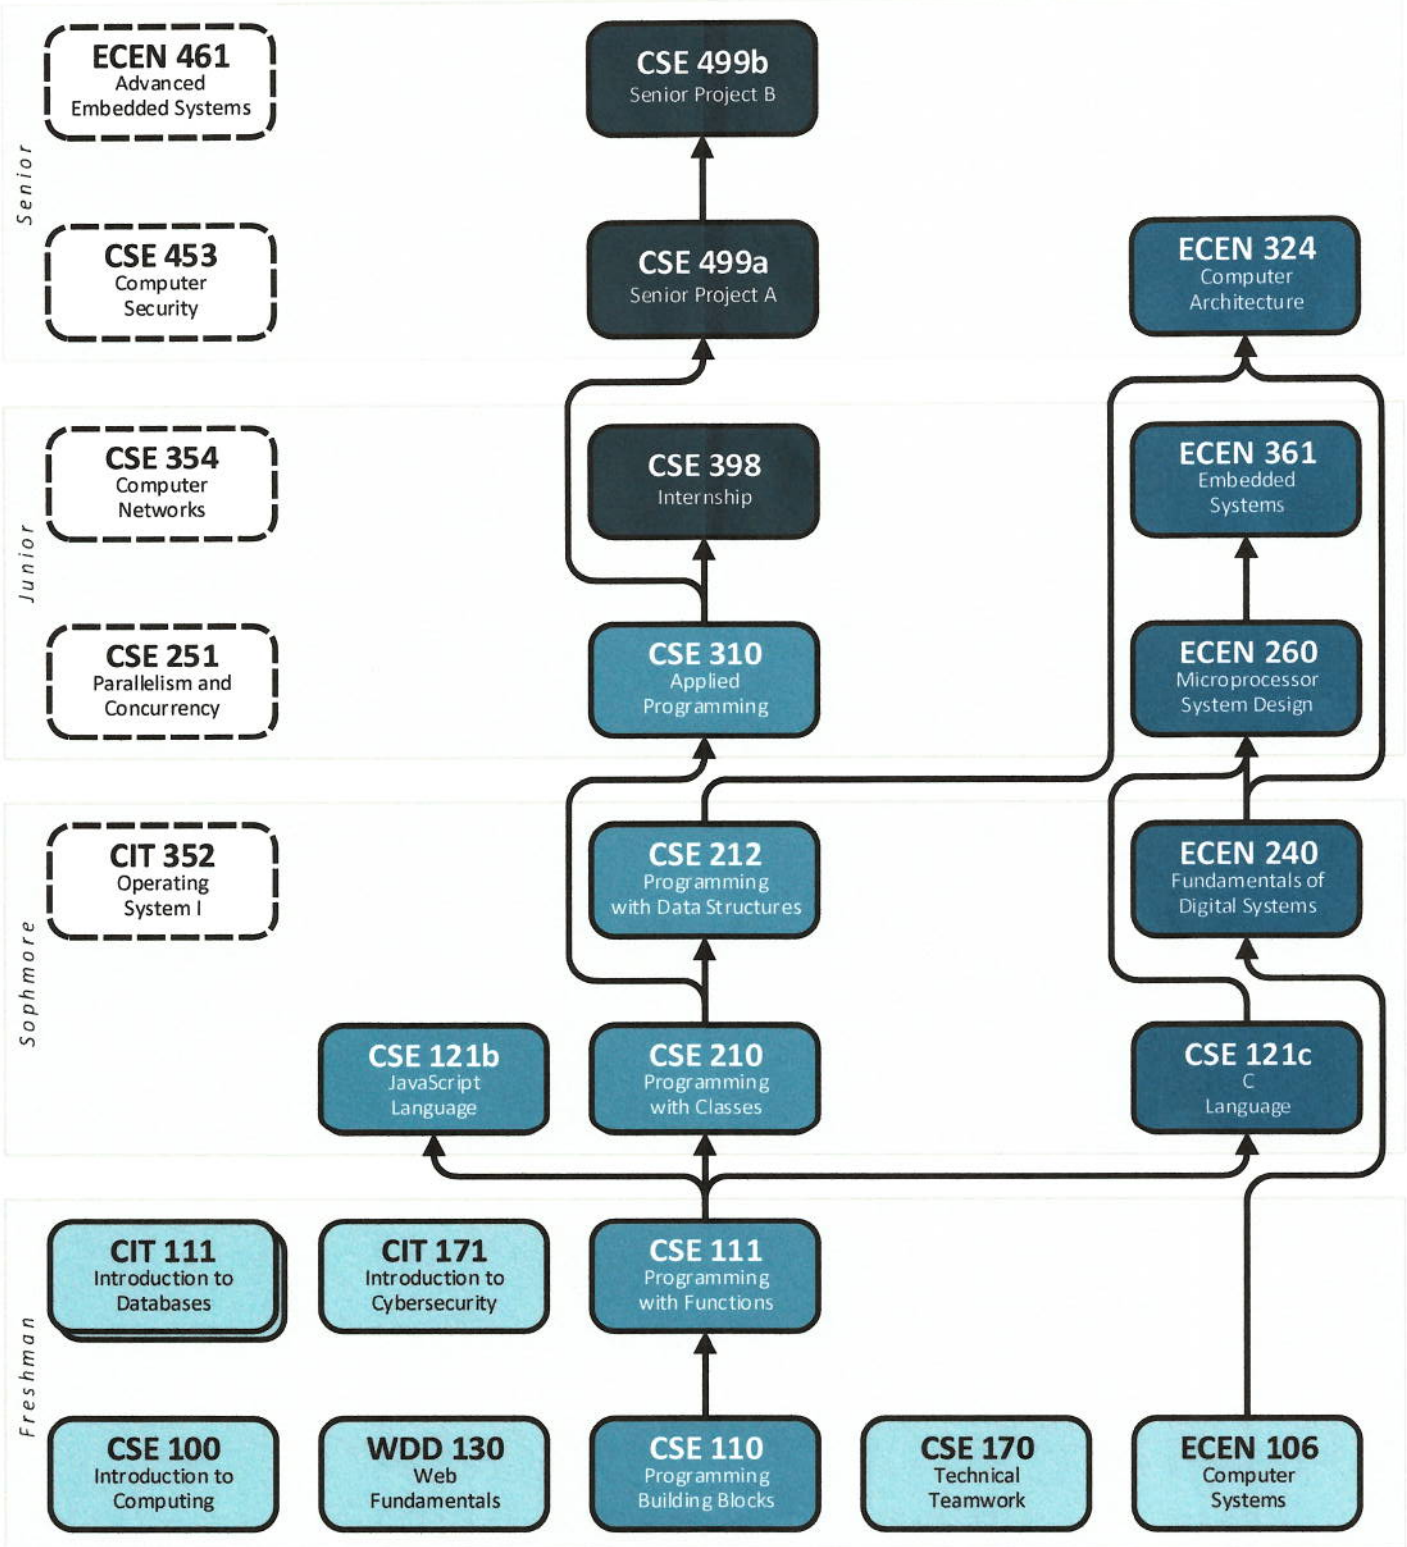 ECEN 461
Advanced
Embedded Systems
CSE 499b
Senior Project B
Senior
CSE 453
Computer
Security
CSE 499a
Senior Project A
ECEN 324
Computer
Architecture
CSE 354
Computer
Networks
CSE 398
Internship
ECEN 361
Embedded
Systems
Junior
CSE 251
Parallelism and
Concurrency
CSE 310
Applied
Programming
ECEN 260
Microprocessor
System Design
CIT 352
Operating
System I
CSE 212
Programming
with Data Structures
ECEN 240
Fundamentals of
Digital Systems
Sophmore
CSE 121b
JavaScript
Language
CSE 210
Programming
with Classes
CSE 121c
C
Language
CIT 111
Introduction to
Databases
CIT 171
Introduction to
Cybersecurity
CSE 111
Programming
with Functions
Freshman
CSE 100
Introduction to
Computing
WDD 130
Web
Fundamentals
CSE 110
Programming
Building Blocks
CSE 170
Technical
Teamwork
ECEN 106
Computer
Systems